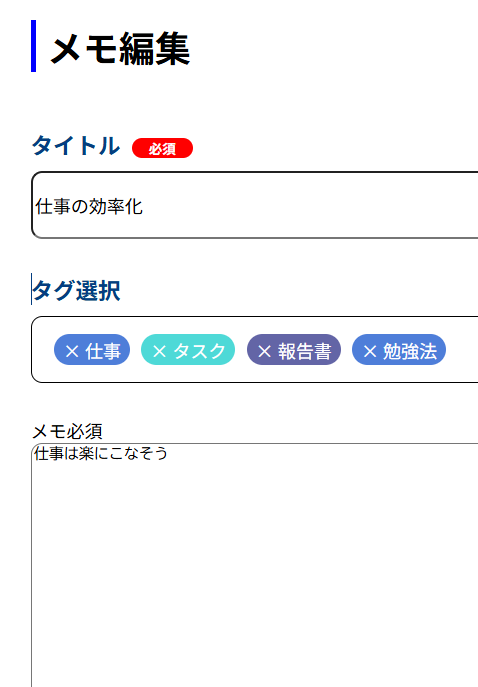 メモ編集
タイトル 必須
仕事の効率化
タグ選択
× 仕事 × タスク × 報告書 × 勉強法
メモ必須
仕事は楽にこなそう